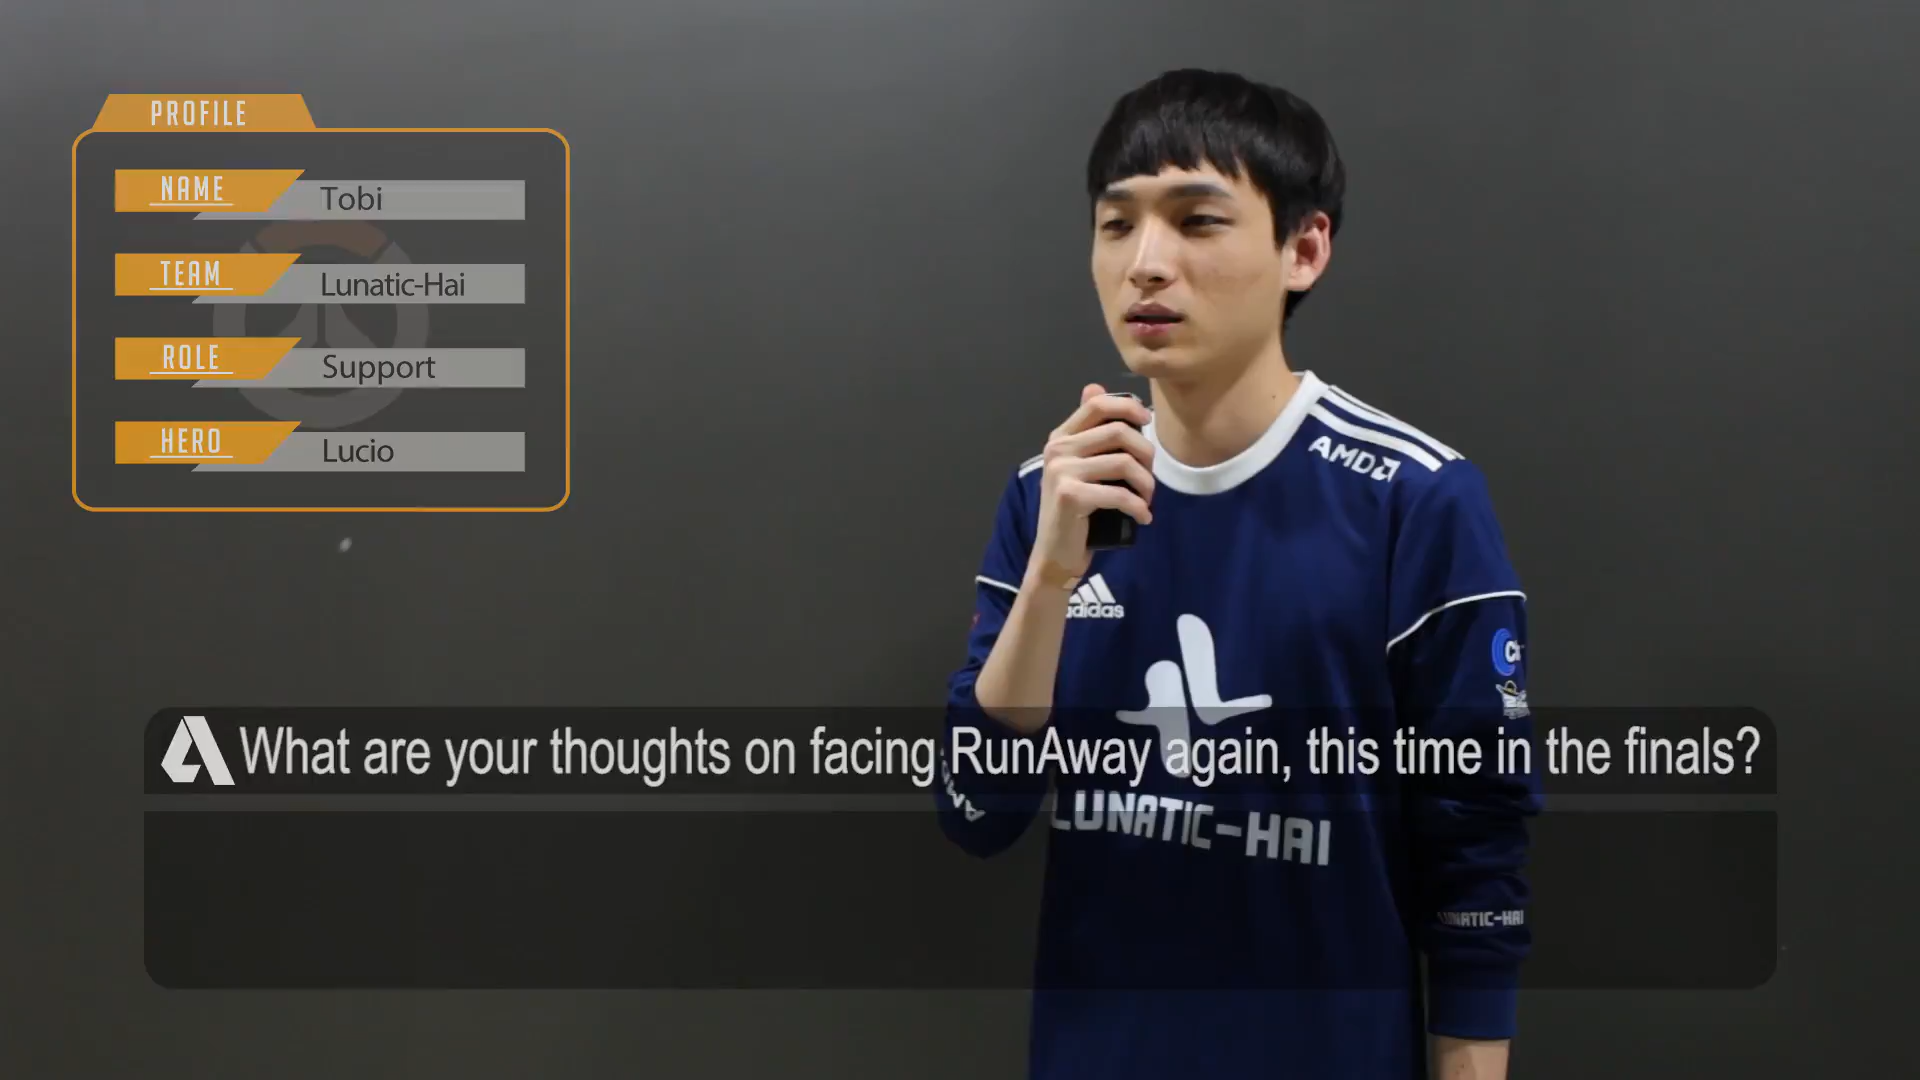 PROFILE
NAME
Tobi
TEAM
Lunatic-Hai
ROLE
Support
HERO
Lucio
AMD
adidas
What are your thoughts on facing RunAway again, this time in the finals?
AMD
LUNATIC-HAI
LUNATIC-HAI